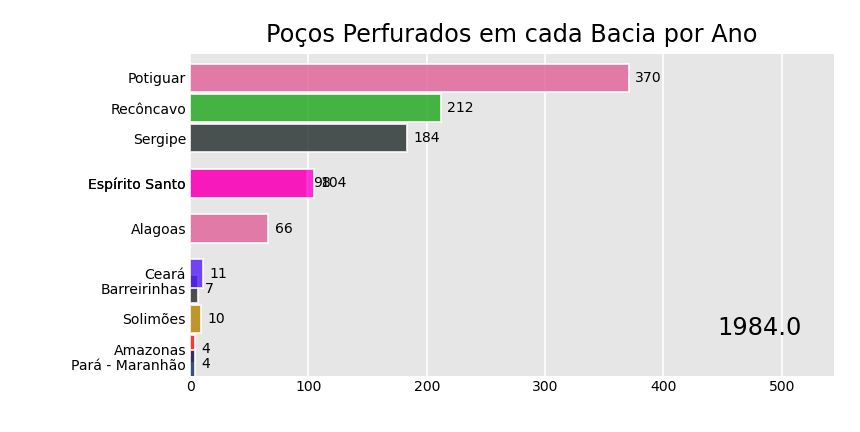 Poços Perfurados em cada Bacia por Ano
Potiguar 370
Recôncavo 212
Sergipe 184
Espírito Santo 104
Alagoas 66
Ceará 11
Barreirinhas 7
Solimões 10
1984.0
Amazonas 4
Pará - Maranhão 4
0 100 200 300 400 500